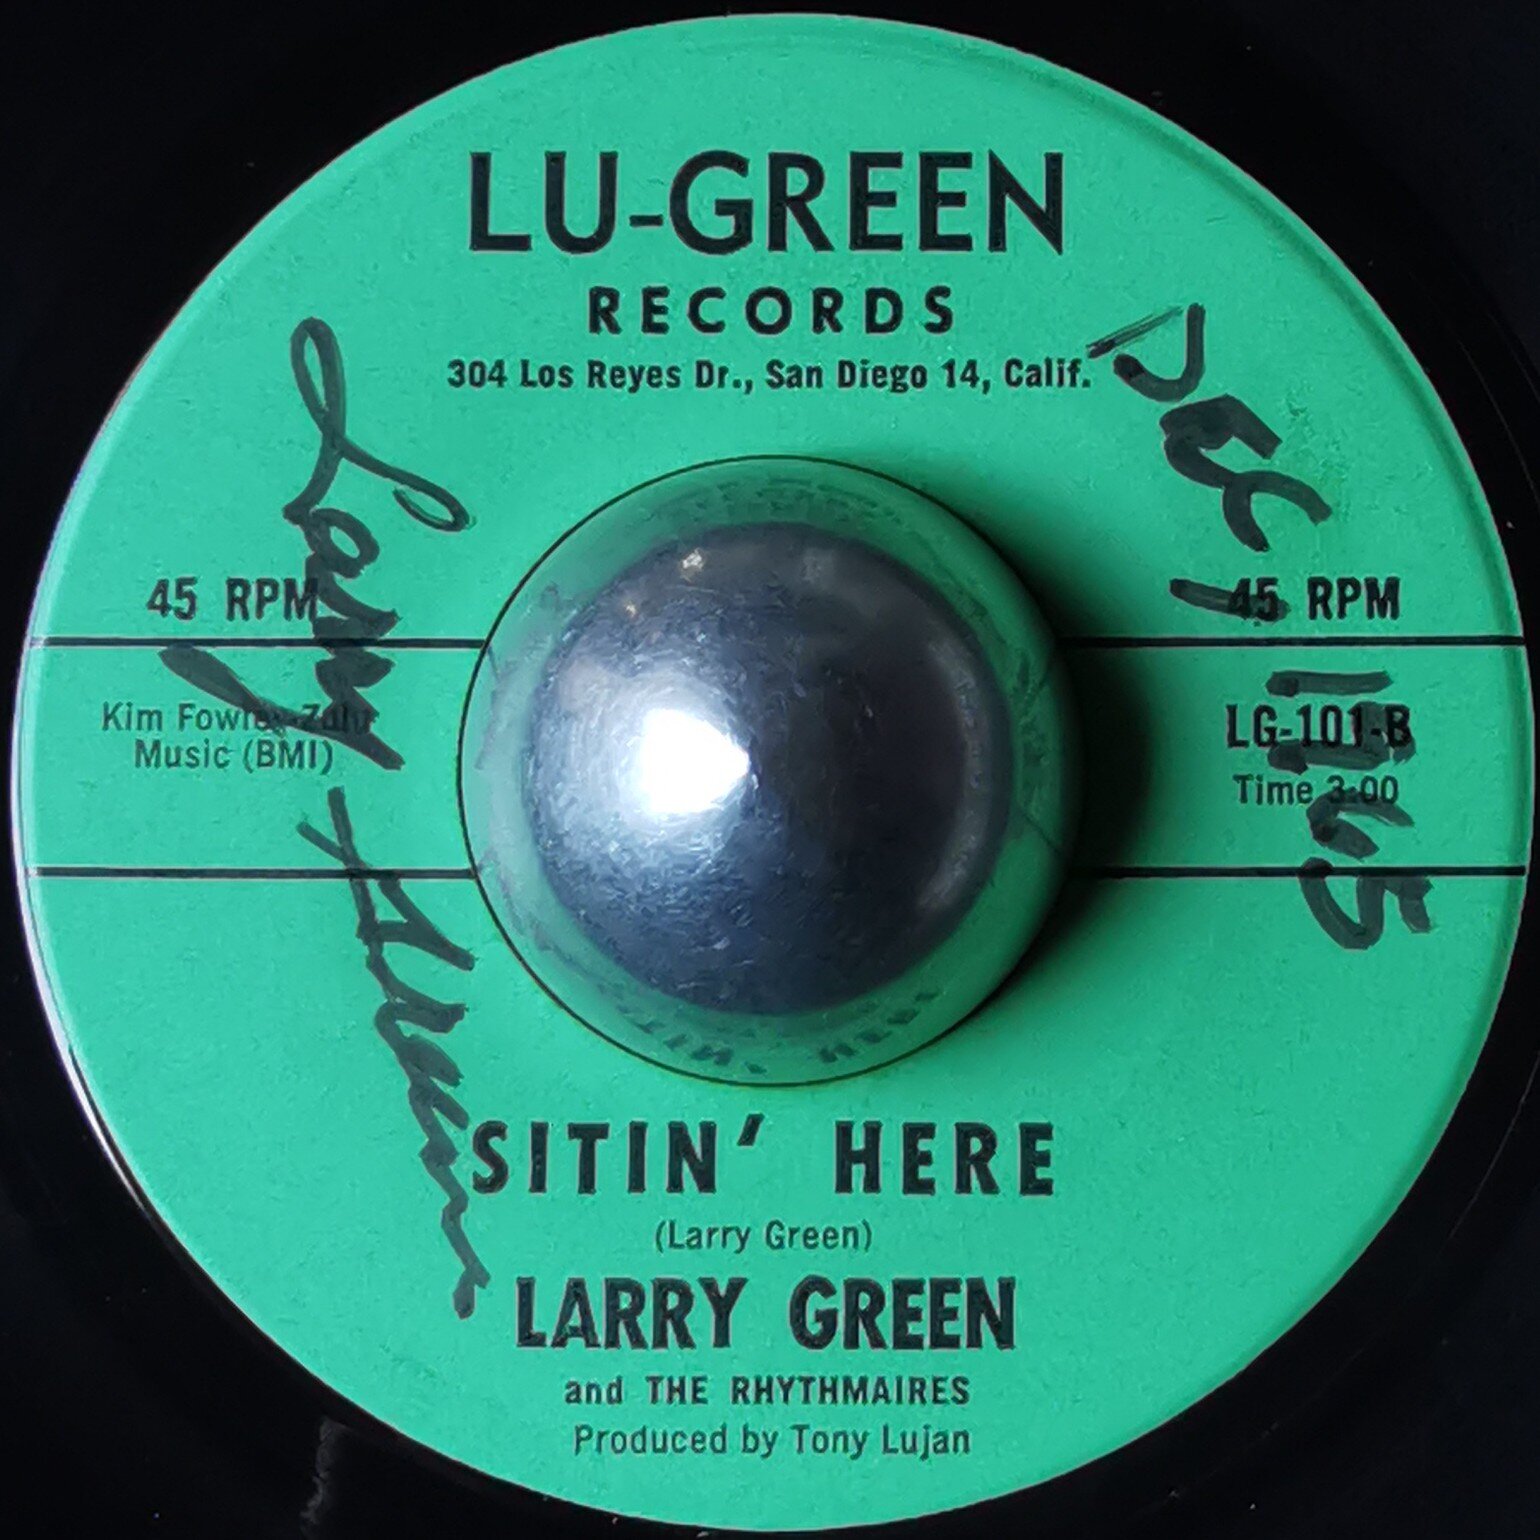 LU-GREEN
RECORDS
304 Los Reyes Dr., San Diego 14, Calif.
45 RPM
45 RPM
Kim Fowley-Zulu
Music (BMI)
LG-101-B
Time 3:00
SITIN' HERE
(Larry Green)
LARRY GREEN
and THE RHYTHMAIRES
Produced by Tony Lujan
Larry Green
Dec, 1965